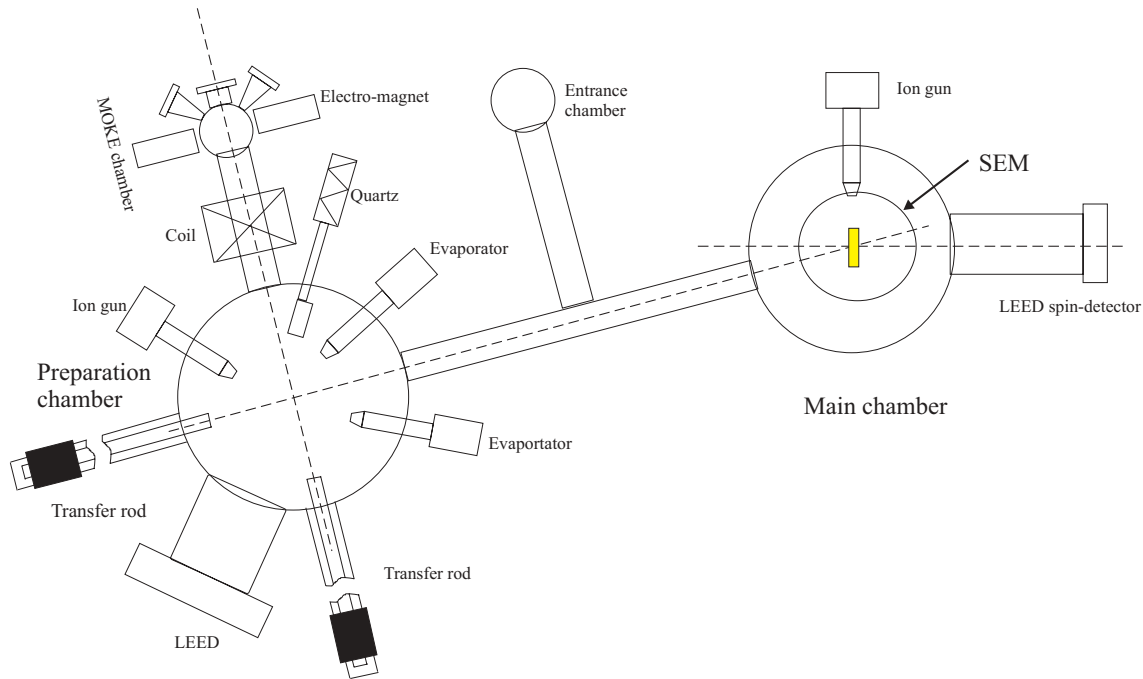 Electro-magnet
MOKE chamber
Entrance
chamber
Ion gun
SEM
Quartz
Coil
Evaporator
Ion gun
LEED spin-detector
Preparation
chamber
Main chamber
Evaportator
Transfer rod
Transfer rod
LEED